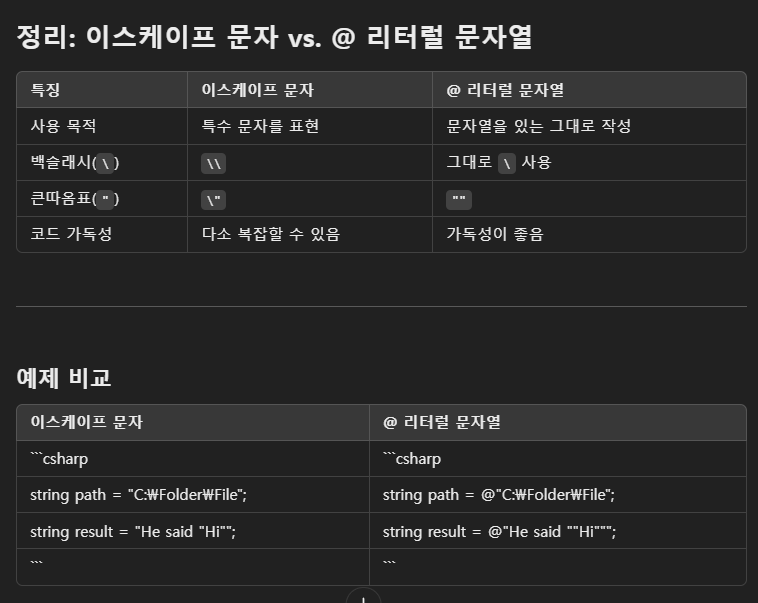 정리: 이스케이프 문자 vs. @ 리터럴 문자열
특징 이스케이프 문자 @ 리터럴 문자열
사용 목적 특수 문자를 표현 문자열을 있는 그대로 작성
백슬래시(\) \\ 그대로 \ 사용
큰따옴표(") \" ""
코드 가독성 다소 복잡할 수 있음 가독성이 좋음
예제 비교
이스케이프 문자 @ 리터럴 문자열
```csharp ```csharp
string path = "C:₩Folder₩File"; string path = @"C:₩Folder₩File";
string result = "He said "Hi""; string result = @"He said ""Hi""";
``` ```